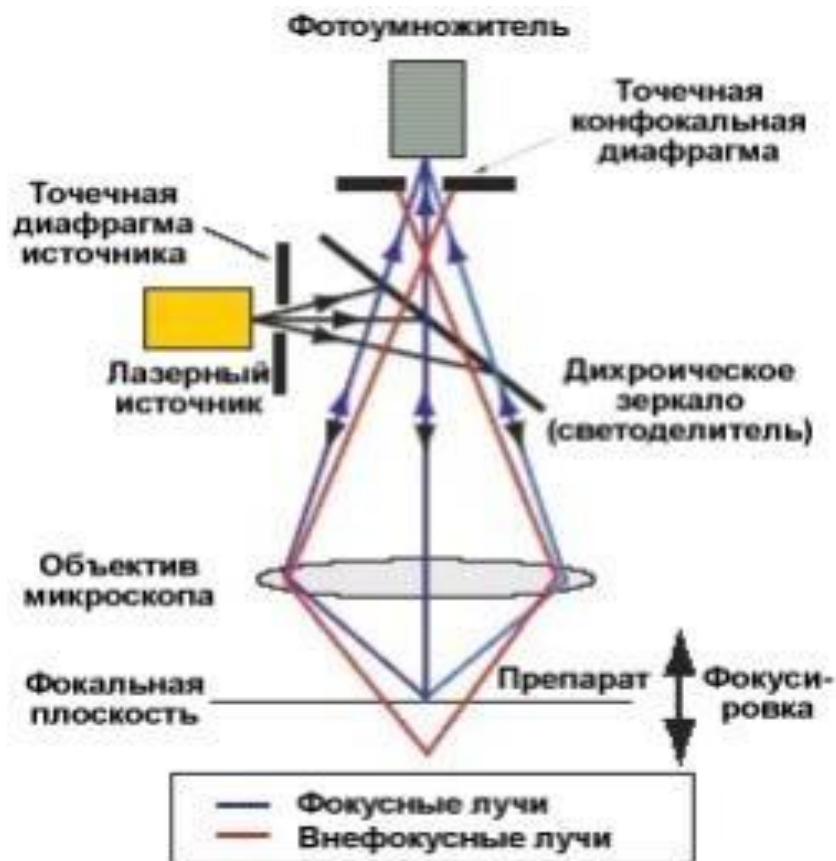 Фотоумножитель
Точечная
конфокальная
диафрагма
Точечная
диафрагма
источника
Лазерный
источник
Дихроическое
зеркало
(светоделитель)
Объектив
микроскопа
Препарат
Фокуси-
ровка
Фокальная
плоскость
Фокусные лучи
Внефокусные лучи